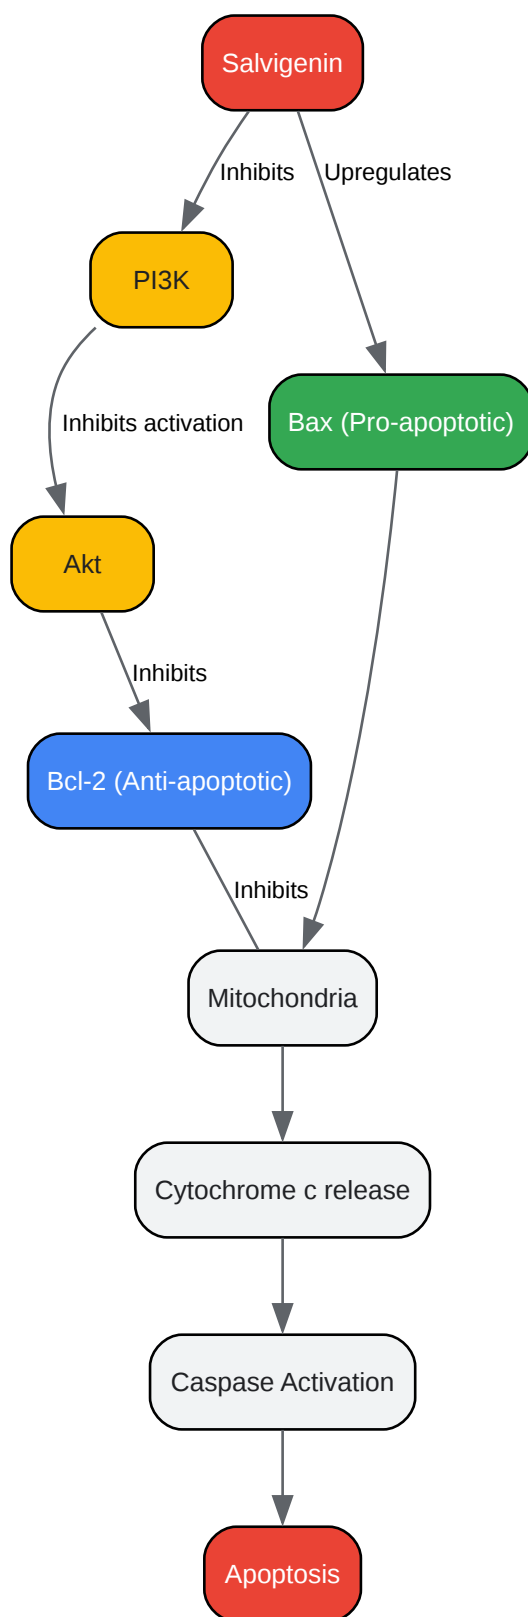 Salvigenin
Inhibits
Upregulates
PI3K
Inhibits activation
Bax (Pro-apoptotic)
Akt
Inhibits
Bcl-2 (Anti-apoptotic)
Inhibits
Mitochondria
Cytochrome c release
Caspase Activation
Apoptosis